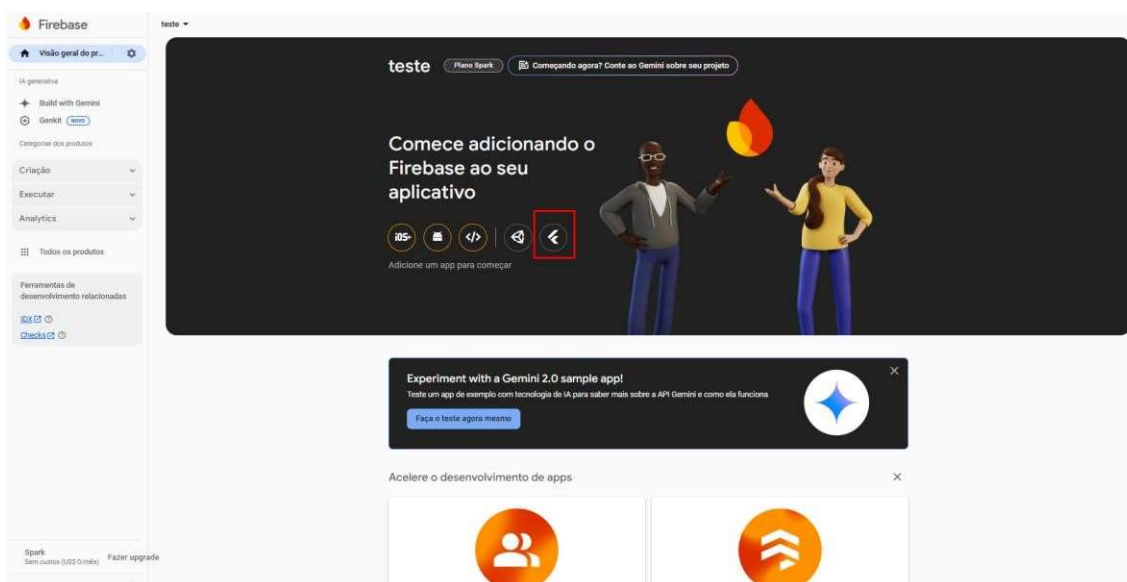 Firebase
teste
Visão geral do pr...
IA generativa
Build with Gemini
Genkit NOVO
Categorias dos produtos
Criação
Executar
Analytics
Todos os produtos
Ferramentas de
desenvolvimento relacionadas
IDX
Checks
Spark
Sem custos (US$ 0/mês)
Fazer upgrade
teste
Plano Spark
Começando agora? Conte ao Gemini sobre seu projeto
Comece adicionando o
Firebase ao seu
aplicativo
iOS+
Adicione um app para começar
Experiment with a Gemini 2.0 sample app!
Teste um app de exemplo com tecnologia de IA para saber mais sobre a API Gemini e como ela funciona
Faça o teste agora mesmo
Acelere o desenvolvimento de apps